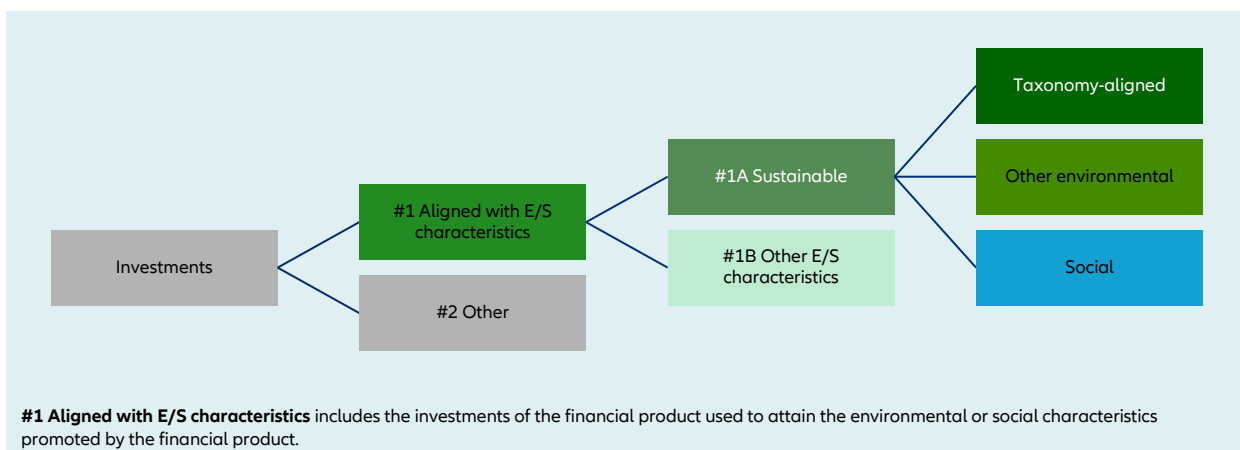 Taxonomy-aligned
#1A Sustainable
Other environmental
#1 Aligned with E/S
characteristics
#1B Other E/S
characteristics
Investments
Social
#2 Other
#1 Aligned with E/S characteristics includes the investments of the financial product used to attain the environmental or social characteristics
promoted by the financial product.